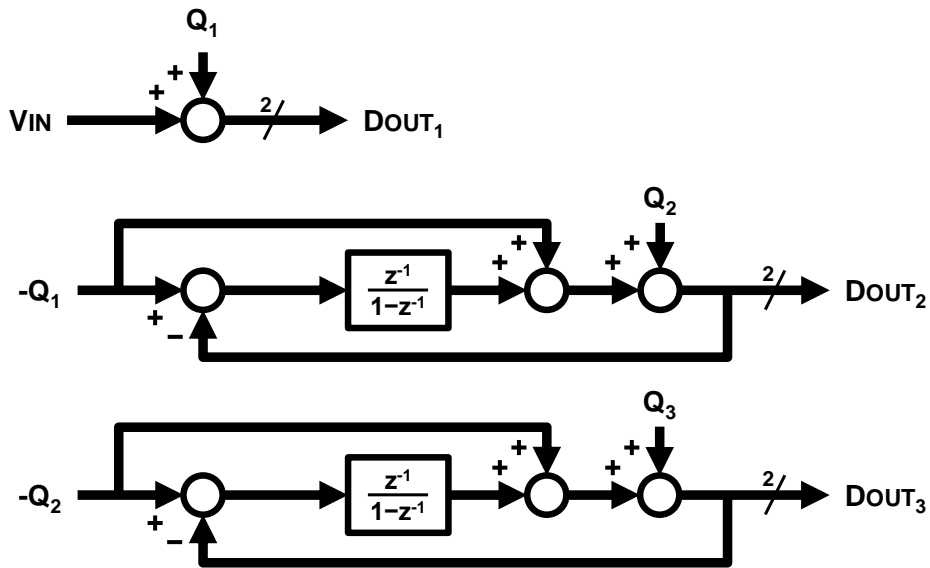 Q₁
+
+
VIN
2
DOUT₁
Q₂
+
+
+
+
-Q₁
z⁻¹
1−z⁻¹
2
DOUT₂
+
−
Q₃
+
+
+
+
-Q₂
z⁻¹
1−z⁻¹
2
DOUT₃
+
−